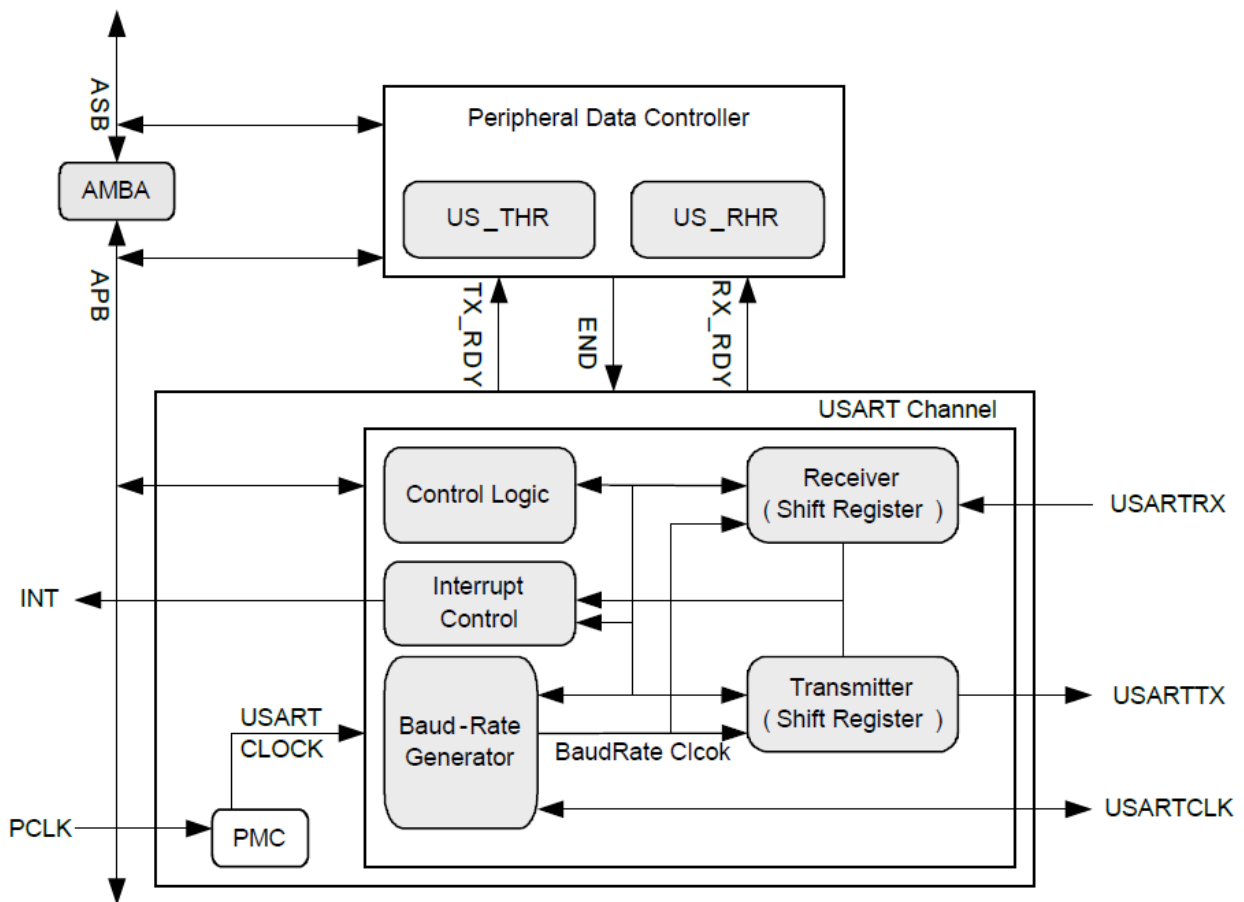 ASB
Peripheral Data Controller
AMBA
US_THR
US_RHR
APB
TX_RDY
END
RX_RDY
USART Channel
Control Logic
Receiver
( Shift Register )
USARTRX
INT
Interrupt
Control
Transmitter
( Shift Register )
USARTTX
USART
CLOCK
Baud-Rate
Generator
BaudRate Clcok
USARTCLK
PCLK
PMC